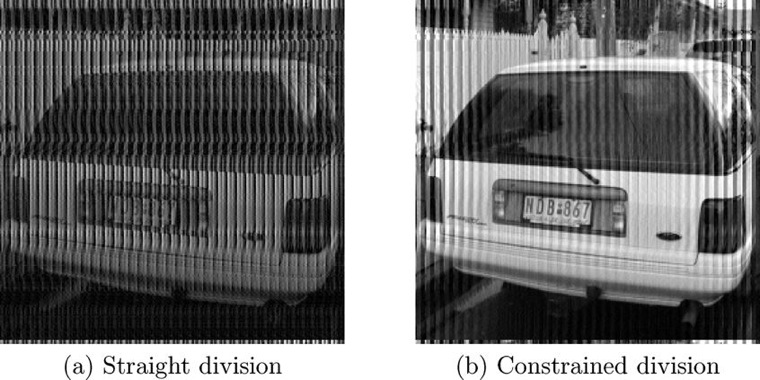 NDB·867
(a) Straight division
(b) Constrained division